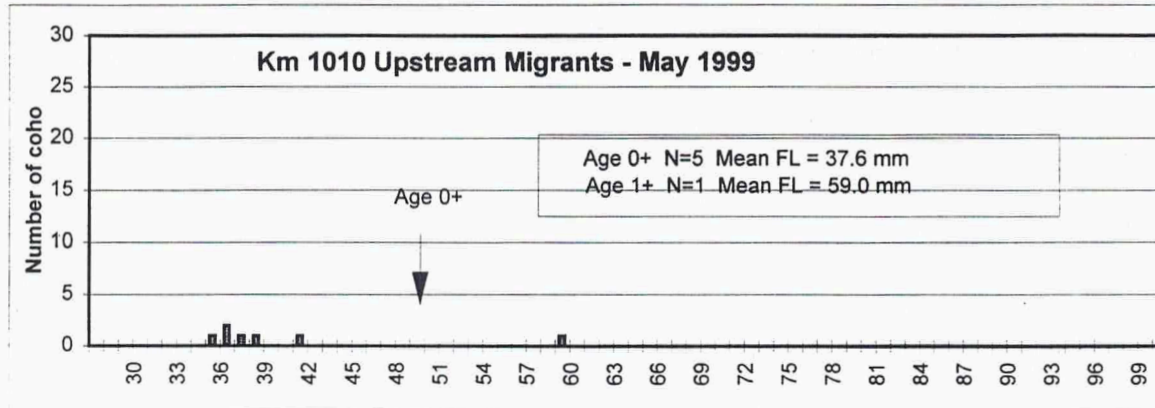 Km 1010 Upstream Migrants - May 1999
Number of coho
30
25
20
15
10
5
0
Age 0+ N=5 Mean FL = 37.6 mm
Age 1+ N=1 Mean FL = 59.0 mm
Age 0+
30 33 36 39 42 45 48 51 54 57 60 63 66 69 72 75 78 81 84 87 90 93 96 99